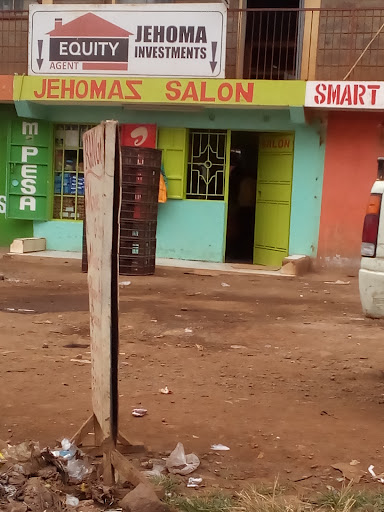 EQUITY
AGENT
JEHOMA
INVESTMENTS
JEHOMAZ SALON
SMART
M PESA
SALON